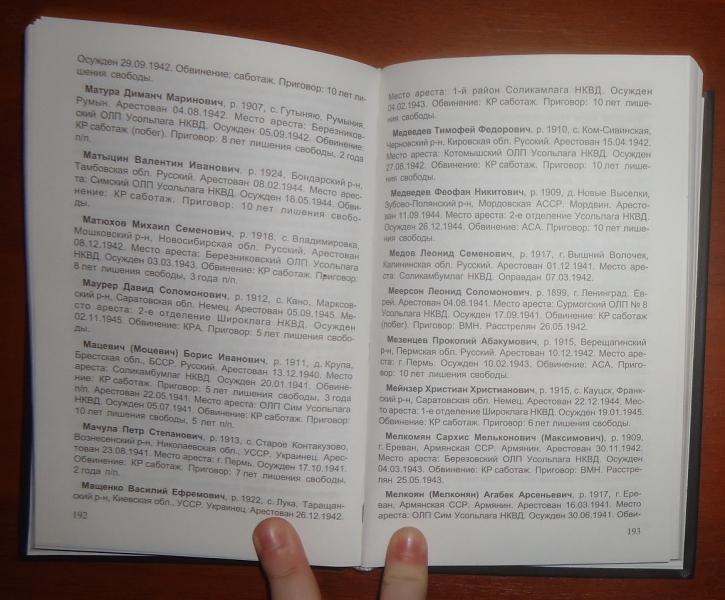 Осужден 29.09.1942. Обвинение: саботаж. Приговор: 10 лет ли-
шения свободы.
Матура Диманч Маринович, р. 1907, с. Гутыняю, Румыния.
Румын. Арестован 04.08.1942. Место ареста: Березников-
ский ОЛП Усольлага НКВД. Осужден 05.09.1942. Обвинение:
КР саботаж (побег). Приговор: 8 лет лишения свободы, 2 года
п/п.
Матыцин Валентин Иванович, р. 1924, Бондарский р-н,
Тамбовская обл. Русский. Арестован 08.02.1944. Место арес-
та: Симский ОЛП Усольлага НКВД. Осужден 18.05.1944. Обви-
нение: КР саботаж. Приговор: 10 лет лишения свобо-
ды.
Матюхов Михаил Семенович, р. 1918, с. Владимировка,
Мошковский р-н, Новосибирская обл. Русский. Арестован
08.12.1942. Место ареста: Березниковский ОЛП Усольлага
НКВД. Осужден 03.03.1943. Обвинение: КР саботаж. Приговор:
8 лет лишения свободы, 3 года п/п.
Маурер Давид Соломонович, р. 1912, с. Кано, Марксов-
ский р-н, Саратовская обл. Немец. Арестован 05.09.1945. Ме-
сто ареста: 2-е отделение Широклага НКВД. Осужден
02.11.1945. Обвинение: КРА. Приговор: 5 лет лишения свобо-
ды.
Мацевич (Моцевич) Борис Иванович, р. 1911, д. Крупа,
Брестская обл., БССР. Русский. Арестован 13.12.1940. Место
ареста: Соликамбумлаг НКВД. Осужден 20.01.1941. Обвине-
ние: КР саботаж. Приговор: 5 лет лишения свободы, 3 года
п/п. Арестован 22.05.1941. Место ареста: ОЛП Сим Усольлага
НКВД. Осужден 05.07.1941. Обвинение: КР саботаж. Приговор:
10 лет лишения свободы, 5 лет п/п.
Мачула Петр Степанович, р. 1913, с. Старое Контакузово,
Вознесенский р-н, Николаевская обл., УССР. Украинец. Арес-
тован 23.08.1941. Место ареста: г. Пермь. Осужден 17.10.1941.
Обвинение: КР саботаж. Приговор: 7 лет лишения свободы,
2 года п/п.
Мащенко Василий Ефремович, р. 1922, с. Лука, Таращан-
ский р-н, Киевская обл., УССР. Украинец. Арестован 26.12.1942.
192
Место ареста: 1-й район Соликамлага НКВД. Осужден
04.02.1943. Обвинение: КР саботаж. Приговор: 10 лет лише-
ния свободы.
Медведев Тимофей Федорович, р. 1910, с. Ком-Сивинская,
Черновский р-н, Кировская обл. Русский. Арестован 15.04.1942.
Место ареста: Котомышский ОЛП Усольлага НКВД. Осужден
27.08.1942. Обвинение: КР саботаж. Приговор: 10 лет лише-
ния свободы.
Медведев Феофан Никитович, р. 1909, д. Новые Выселки,
Зубово-Полянский р-н, Мордовская АССР. Мордвин. Аресто-
ван 11.09.1944. Место ареста: 2-е отделение Усольлага НКВД.
Осужден 26.12.1944. Обвинение: АСА. Приговор: 10 лет лише-
ния свободы.
Медов Леонид Семенович, р. 1917, г. Вышний Волочек,
Калининская обл. Русский. Арестован 01.12.1941. Место аре-
ста: Соликамбумлаг НКВД. Оправдан 07.03.1942.
Меерсон Леонид Соломонович, р. 1899, г. Ленинград. Ев-
рей. Арестован 04.08.1941. Место ареста: Сурмогский ОЛП № 8
Усольлага НКВД. Осужден 17.09.1941. Обвинение: КР саботаж
(побег). Приговор: ВМН. Расстрелян 26.05.1942.
Мезенцев Прокопий Абакумович, р. 1915, Верещагинский
р-н, Пермская обл. Русский. Арестован 10.12.1942. Место аре-
ста: г. Пермь. Осужден 10.02.1943. Обвинение: АСА. Приго-
вор: 10 лет лишения свободы.
Мейнзер Христиан Христианович, р. 1915, с. Кауцск, Франк-
ский р-н, Саратовская обл. Немец. Арестован 22.12.1944. Мес-
то ареста: 1-е отделение Широклага НКВД. Осужден 19.01.1945.
Обвинение: КР саботаж. Приговор: 6 лет лишения свободы.
Мелкомян Сархис Мелькович (Максимович), р. 1909,
г. Ереван, Армянская ССР. Армянин. Арестован 30.11.1942.
Место ареста: Березовский ОЛП Усольлага НКВД. Осужден
04.03.1943. Обвинение: КР саботаж. Приговор: ВМН. Расстре-
лян 25.05.1943.
Мелкоян (Мелконян) Агабек Арсеньевич, р. 1917, г. Ере-
ван, Армянская ССР. Армянин. Арестован 16.03.1941. Место
ареста: ОЛП Сим Усольлага НКВД. Осужден 30.06.1941. Обви-
193